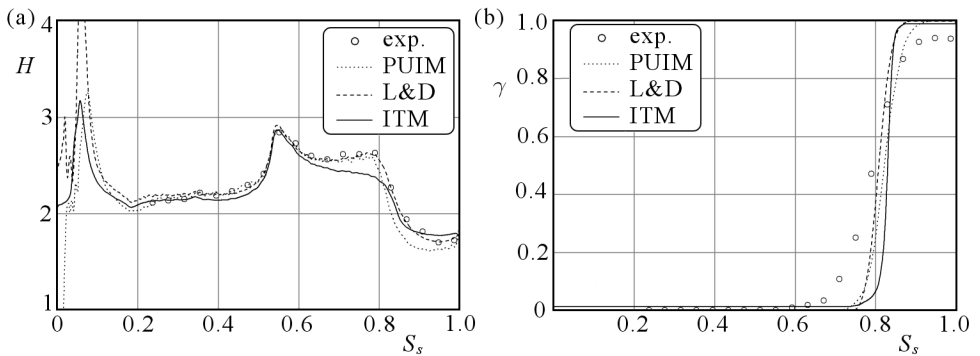 (a)
4
H
3
2
1
0 0.2 0.4 0.6 0.8 1.0
S_s
exp.
PUIM
L&D
ITM
(b)
1.0
γ
0.8
0.6
0.4
0.2
0
0.2 0.4 0.6 0.8 1.0
S_s
exp.
PUIM
L&D
ITM